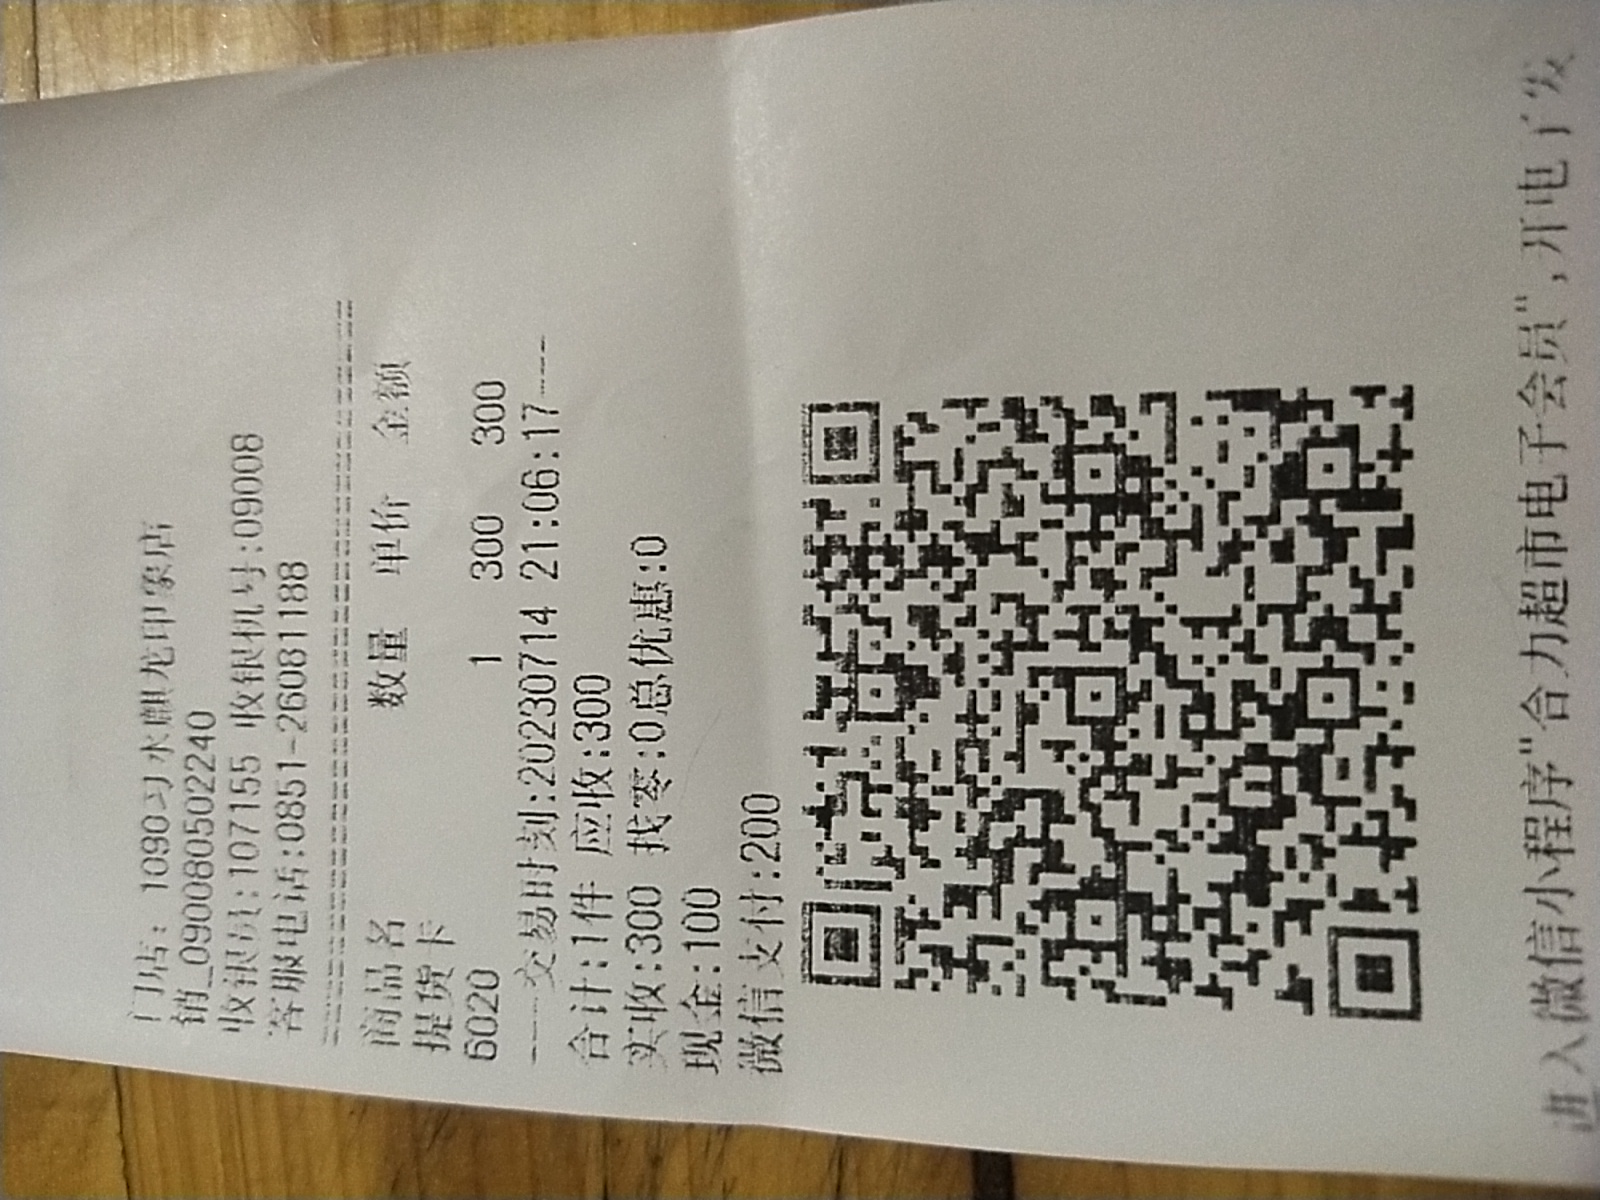 门店: 1090习水麒龙印象店
销_09008050224​0
收银员:107155 收银机号:09008
客服电话:0851-26081188
商品名 数量 单价 金额
提货卡
6020 1 300 300
----交易时刻:20230714 21:06:17----
合计:1件 应收:300
实收:300 找零:0总优惠:0
现金:100
微信支付:200
进入微信小程序"合力超市电子会员",开电子发